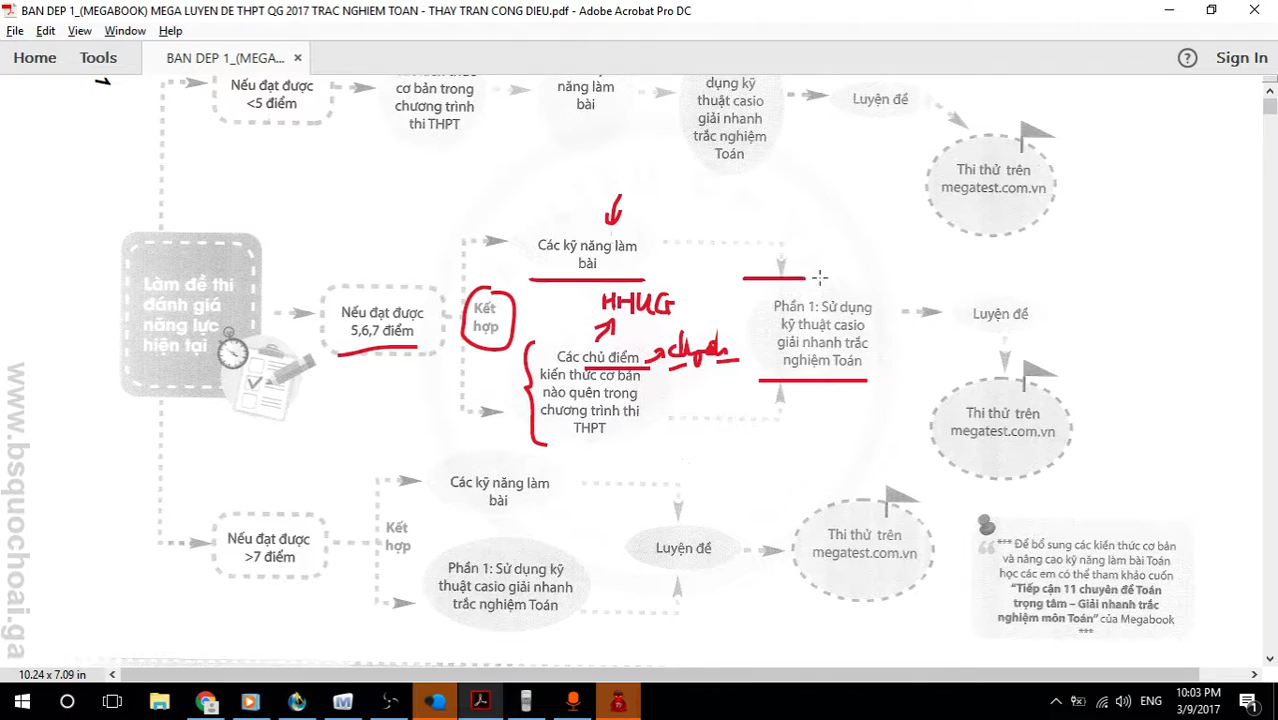 BAN DEP 1_(MEGABOOK) MEGA LUYEN DE THPT QG 2017 TRAC NGHIEM TOAN - THAY TRAN CONG DIEU.pdf - Adobe Acrobat Pro DC
File Edit View Window Help
Home Tools BAN DEP 1_(MEGA... × Sign In
Nếu đạt được
<5 điểm
cơ bản trong
chương trình
thi THPT
năng làm
bài
dụng kỹ
thuật casio
giải nhanh
trắc nghiệm
Toán
Luyện đề
Thi thử trên
megatest.com.vn
Làm đề thi
đánh giá
năng lực
hiện tại
Nếu đạt được
5,6,7 điểm
Kết
hợp
Các kỹ năng làm
bài
HHKG
Các chủ điểm
kiến thức cơ bản
nào quên trong
chương trình thi
THPT
Phần 1: Sử dụng
kỹ thuật casio
giải nhanh trắc
nghiệm Toán
Luyện đề
Thi thử trên
megatest.com.vn
Nếu đạt được
>7 điểm
Kết
hợp
Các kỹ năng làm
bài
Phần 1: Sử dụng kỹ
thuật casio giải nhanh
trắc nghiệm Toán
Luyện đề
Thi thử trên
megatest.com.vn
*** Để bổ sung các kiến thức cơ bản
và nâng cao kỹ năng làm bài Toán
học các em có thể tham khảo cuốn
"Tiếp cận 11 chuyên đề Toán
trọng tâm – Giải nhanh trắc
nghiệm môn Toán" của Megabook
***
www.bsquochoai.ga
10.24 x 7.09 in
ENG
10:03 PM
3/9/2017